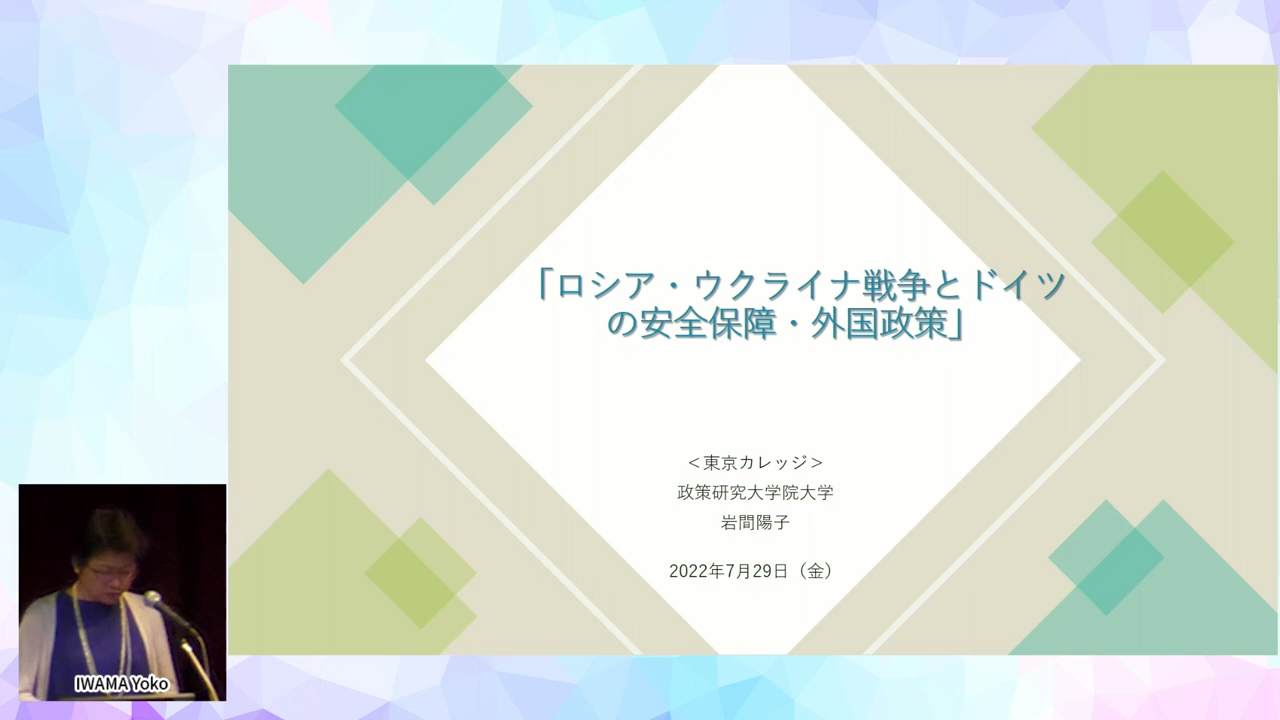 「ロシア・ウクライナ戦争とドイツ
の安全保障・外国政策」
＜東京カレッジ＞
政策研究大学院大学
岩間陽子
2022年7月29日（金）
IWAMA Yoko